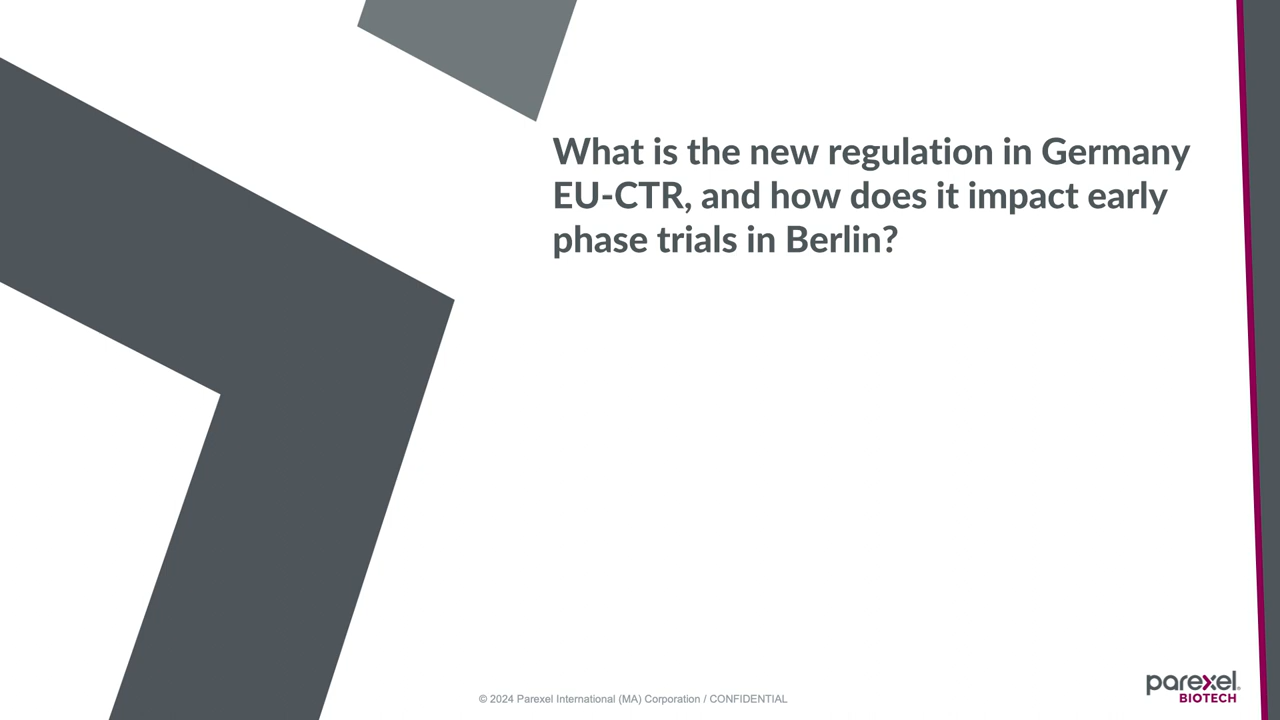 What is the new regulation in Germany
EU-CTR, and how does it impact early
phase trials in Berlin?
© 2024 Parexel International (MA) Corporation / CONFIDENTIAL
parexel.
BIOTECH